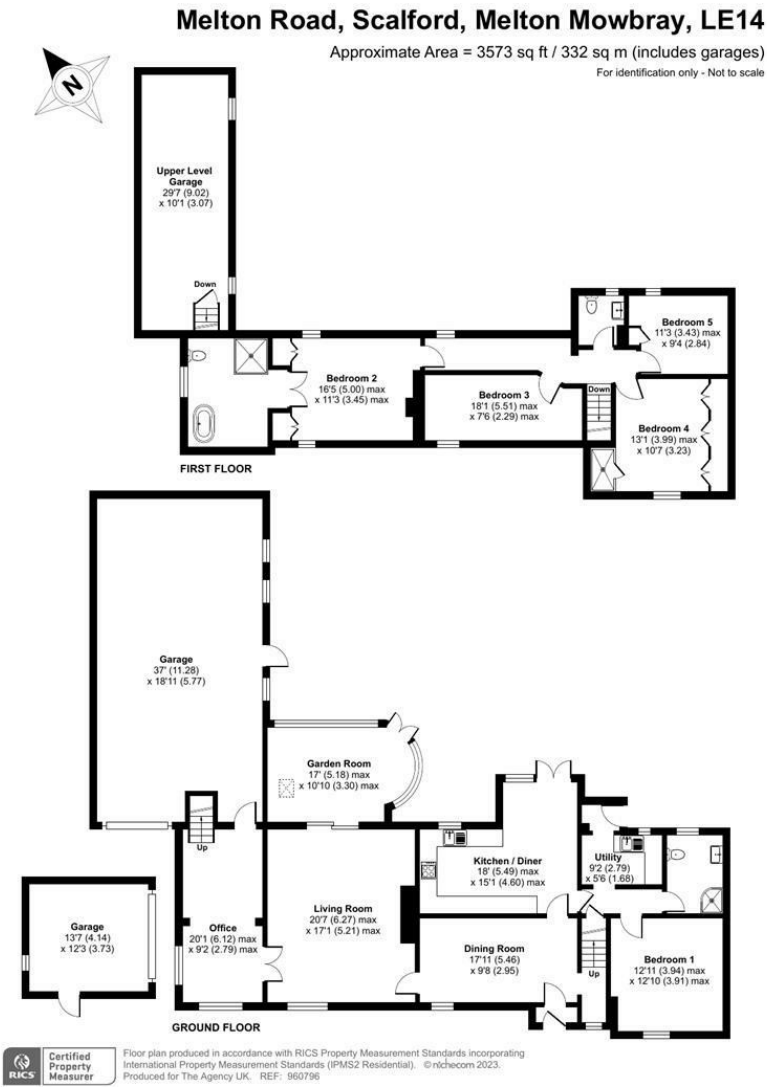 Melton Road, Scalford, Melton Mowbray, LE14
Approximate Area = 3573 sq ft / 332 sq m (includes garages)
For identification only - Not to scale
N
Upper Level
Garage
29'7 (9.02)
x 10'1 (3.07)
Down
Bedroom 2
16'5 (5.00) max
x 11'3 (3.45) max
Bedroom 3
18'1 (5.51) max
x 7'6 (2.29) max
Down
Bedroom 5
11'3 (3.43) max
x 9'4 (2.84)
Bedroom 4
13'1 (3.99) max
x 10'7 (3.23)
FIRST FLOOR
Garage
37' (11.28)
x 18'11 (5.77)
Garden Room
17' (5.18) max
x 10'10 (3.30) max
Up
Kitchen / Diner
18' (5.49) max
x 15'1 (4.60) max
Utility
9'2 (2.79)
x 5'6 (1.68)
Living Room
20'7 (6.27) max
x 17'1 (5.21) max
Office
20'1 (6.12) max
x 9'2 (2.79) max
Garage
13'7 (4.14)
x 12'3 (3.73)
Dining Room
17'11 (5.46)
x 9'8 (2.95)
Up
Bedroom 1
12'11 (3.94) max
x 12'10 (3.91) max
GROUND FLOOR
RICS
Certified
Property
Measurer
Floor plan produced in accordance with RICS Property Measurement Standards incorporating
International Property Measurement Standards (IPMS2 Residential). © nichecom 2023.
Produced for The Agency UK. REF: 960796